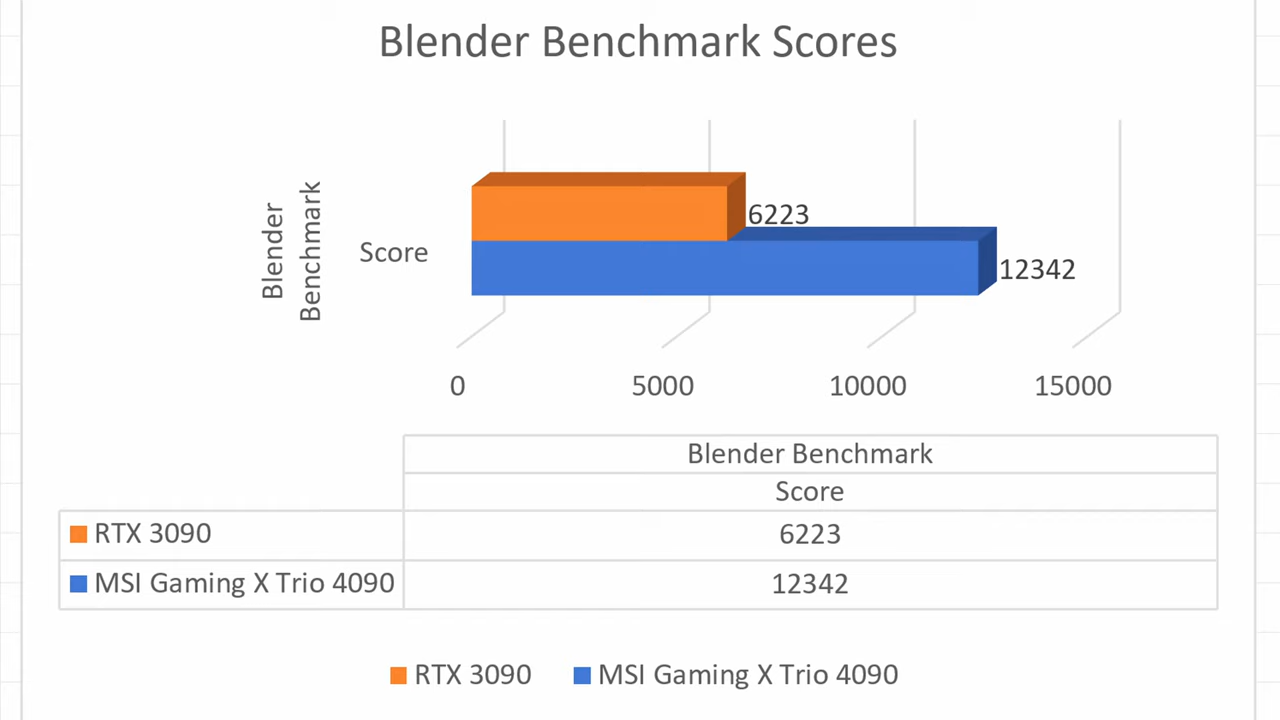 Blender Benchmark Scores
Blender
Benchmark
Score
6223
12342
0 5000 10000 15000
Blender Benchmark
Score
RTX 3090 6223
MSI Gaming X Trio 4090 12342
RTX 3090 MSI Gaming X Trio 4090